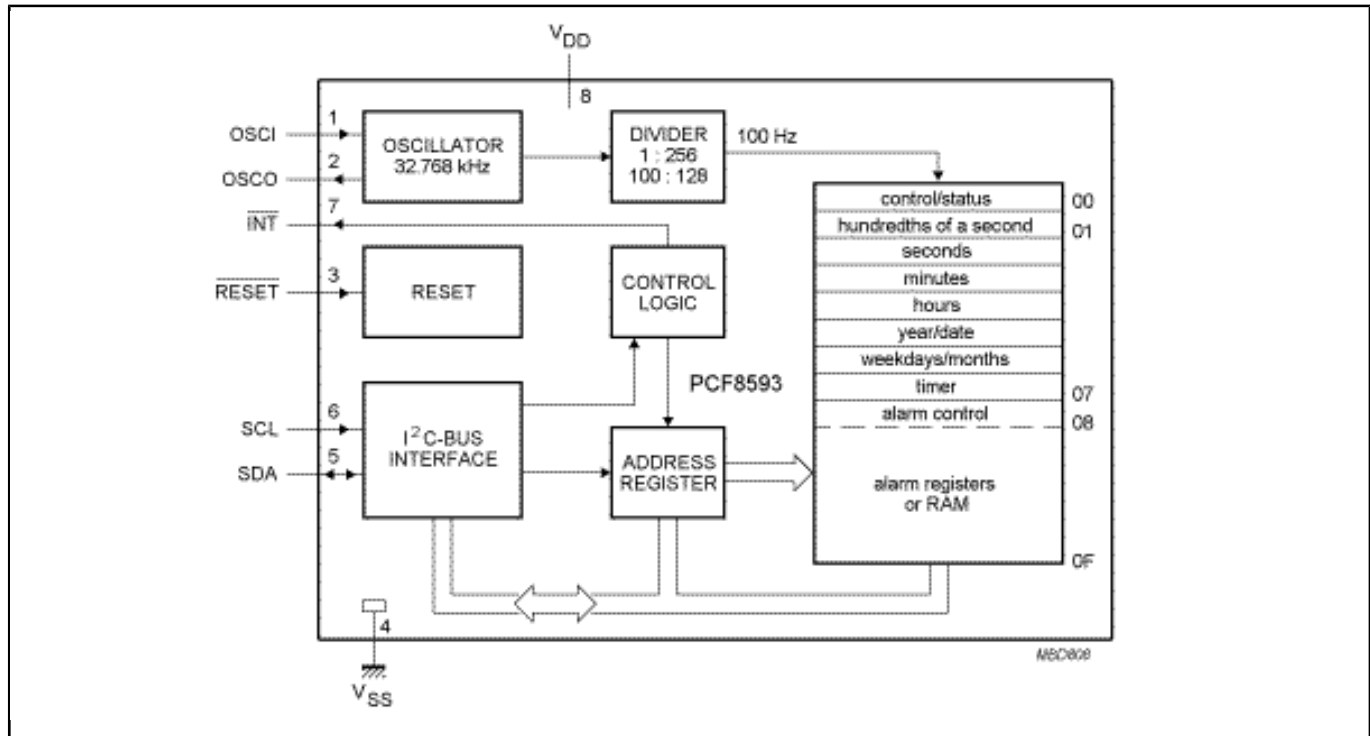 VDD
8
1
OSCI
OSCILLATOR
32.768 kHz
2
OSCO
DIVIDER
1 : 256
100 : 128
100 Hz
7
INT
3
RESET
RESET
CONTROL
LOGIC
PCF8593
6
SCL
5
SDA
I2C-BUS
INTERFACE
ADDRESS
REGISTER
control/status
00
hundredths of a second
01
seconds
minutes
hours
year/date
weekdays/months
timer
07
alarm control
08
alarm registers
or RAM
0F
4
VSS
MBD808